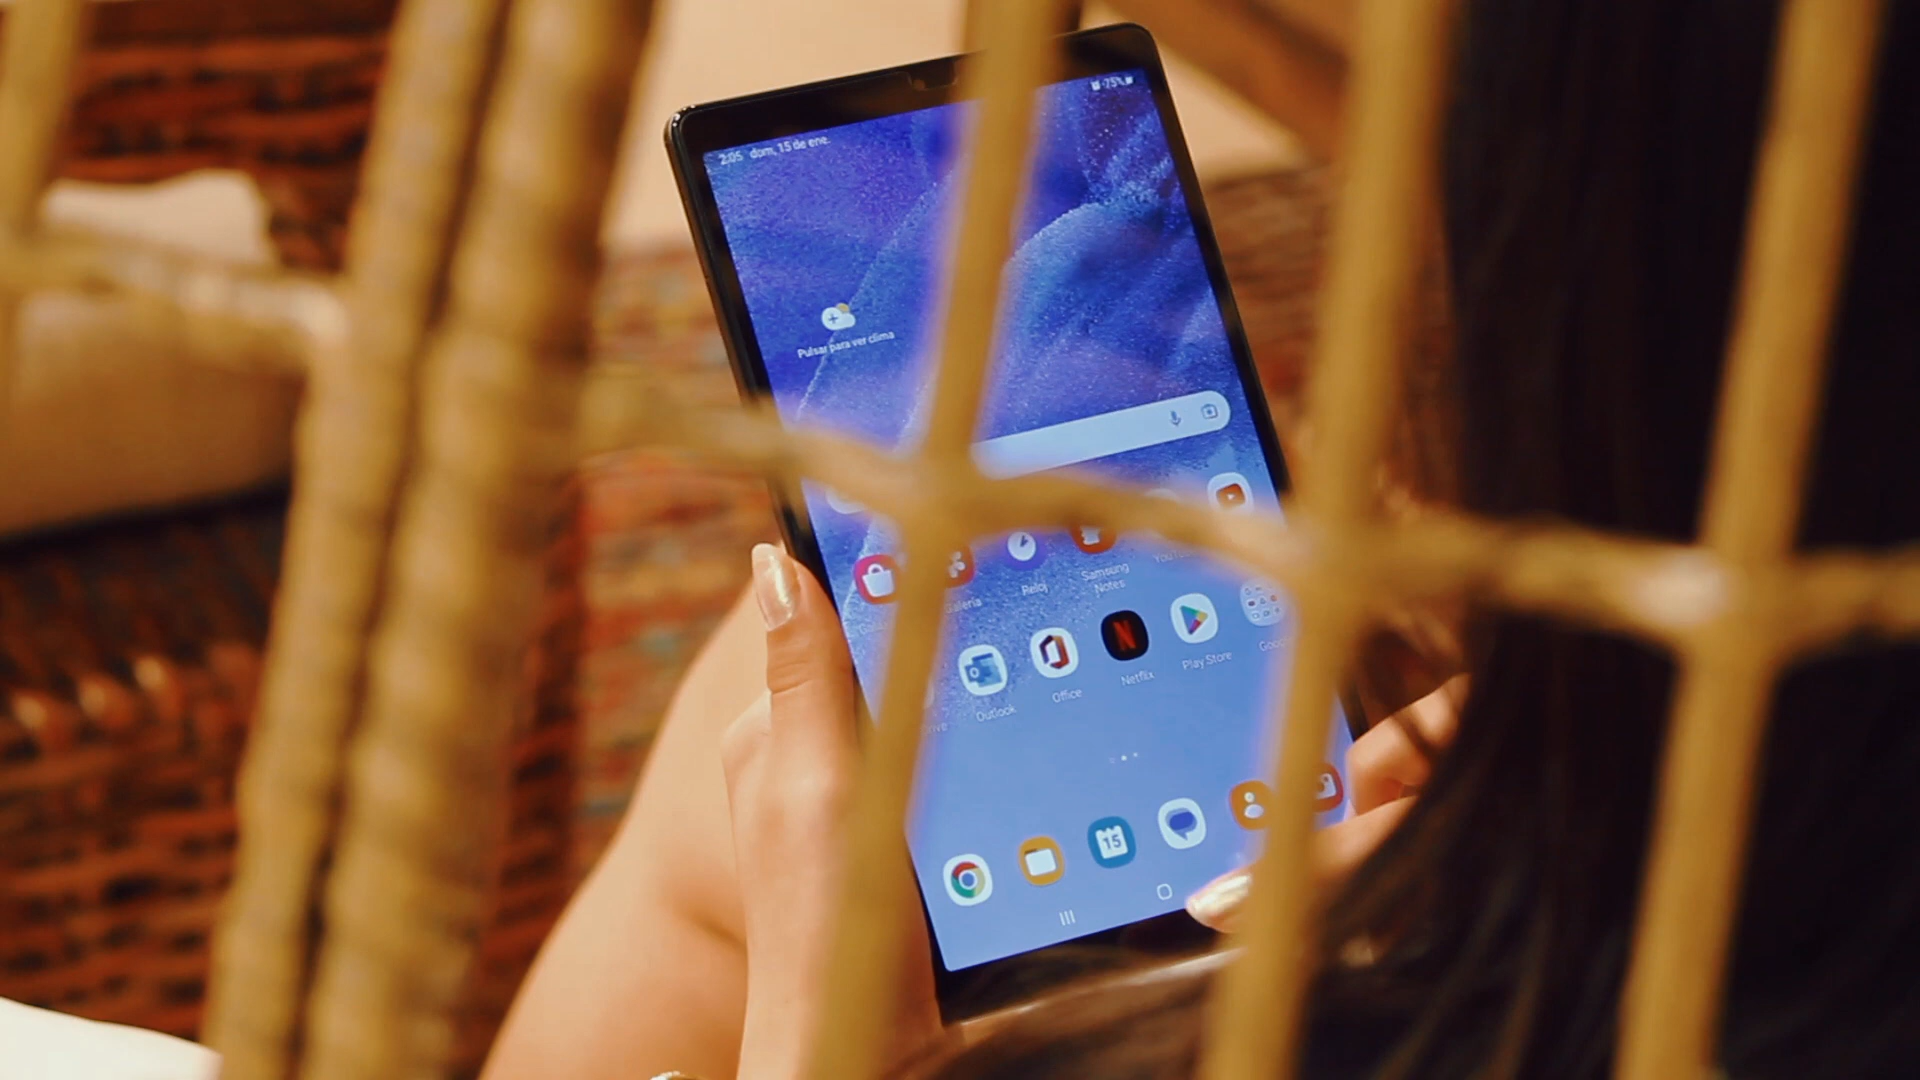 2:05 dom, 15 de ene.
75%
Pulsar para ver clima
Galería
Reloj
Samsung
Notes
Outlook
Office
Netflix
Play Store
15